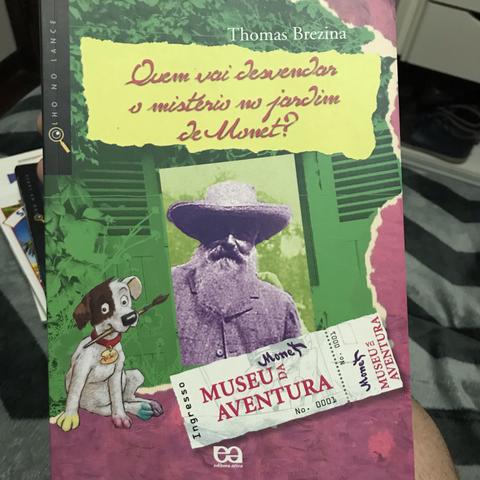 Thomas Brezina
Quem vai desvendar
o mistério no jardim
de Monet?
OLHO NO LANCE
Ingresso
Monet
MUSEU DA
AVENTURA
No. 0001
No. 0001
Monet
MUSEU É
AVENTURA
ea
editora ática